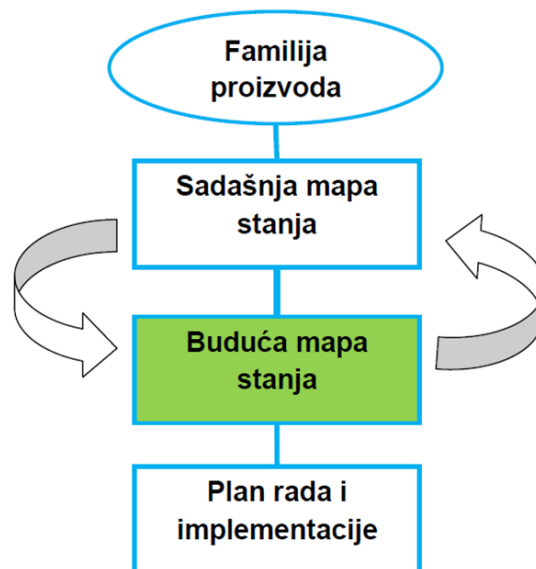 Familija
proizvoda
Sadašnja mapa
stanja
Buduća mapa
stanja
Plan rada i
implementacije